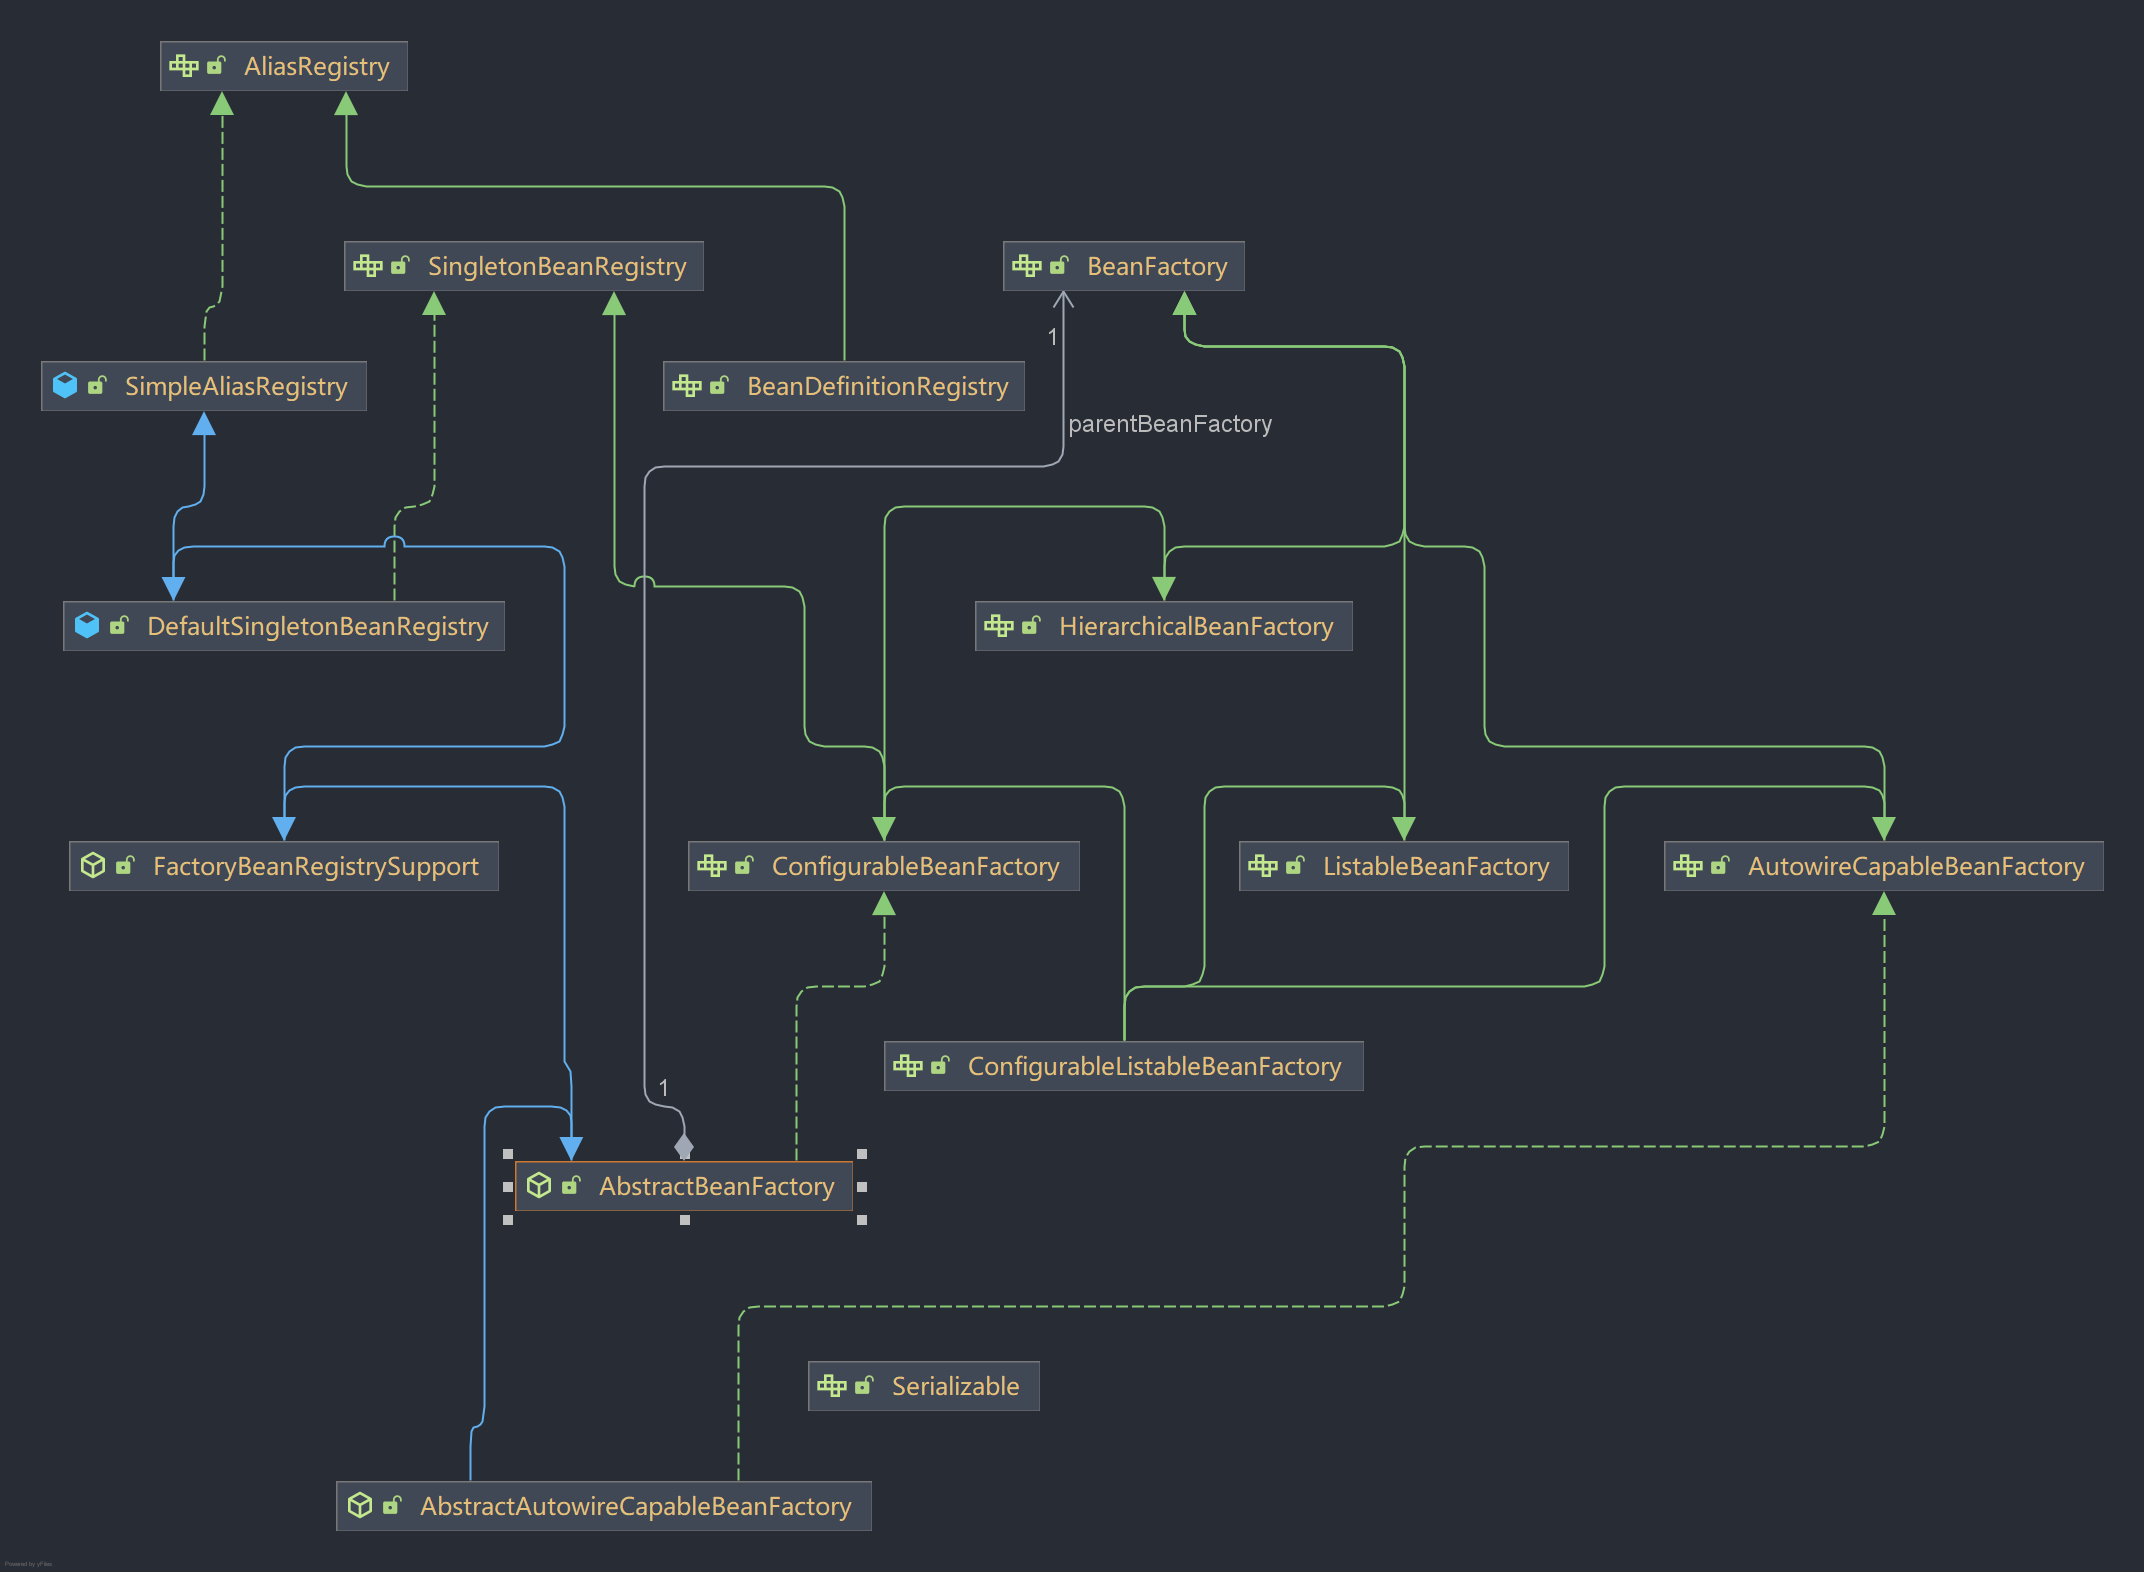 AliasRegistry
SingletonBeanRegistry
BeanFactory
1
SimpleAliasRegistry
BeanDefinitionRegistry
parentBeanFactory
DefaultSingletonBeanRegistry
HierarchicalBeanFactory
FactoryBeanRegistrySupport
ConfigurableBeanFactory
ListableBeanFactory
AutowireCapableBeanFactory
ConfigurableListableBeanFactory
1
AbstractBeanFactory
Serializable
AbstractAutowireCapableBeanFactory
Powered by yFiles